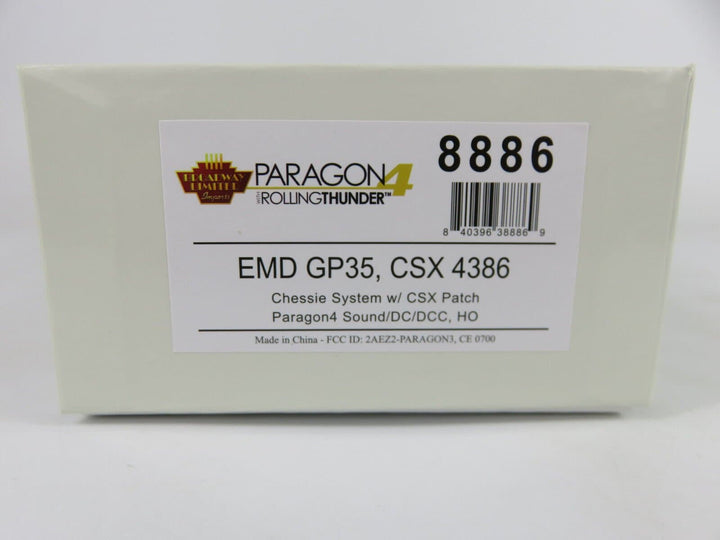 BROADWAY
LIMITED
Imports
PARAGON4
WITH ROLLINGTHUNDER™
8886
8 40396 38886 9
EMD GP35, CSX 4386
Chessie System w/ CSX Patch
Paragon4 Sound/DC/DCC, HO
Made in China - FCC ID: 2AEZ2-PARAGON3, CE 0700